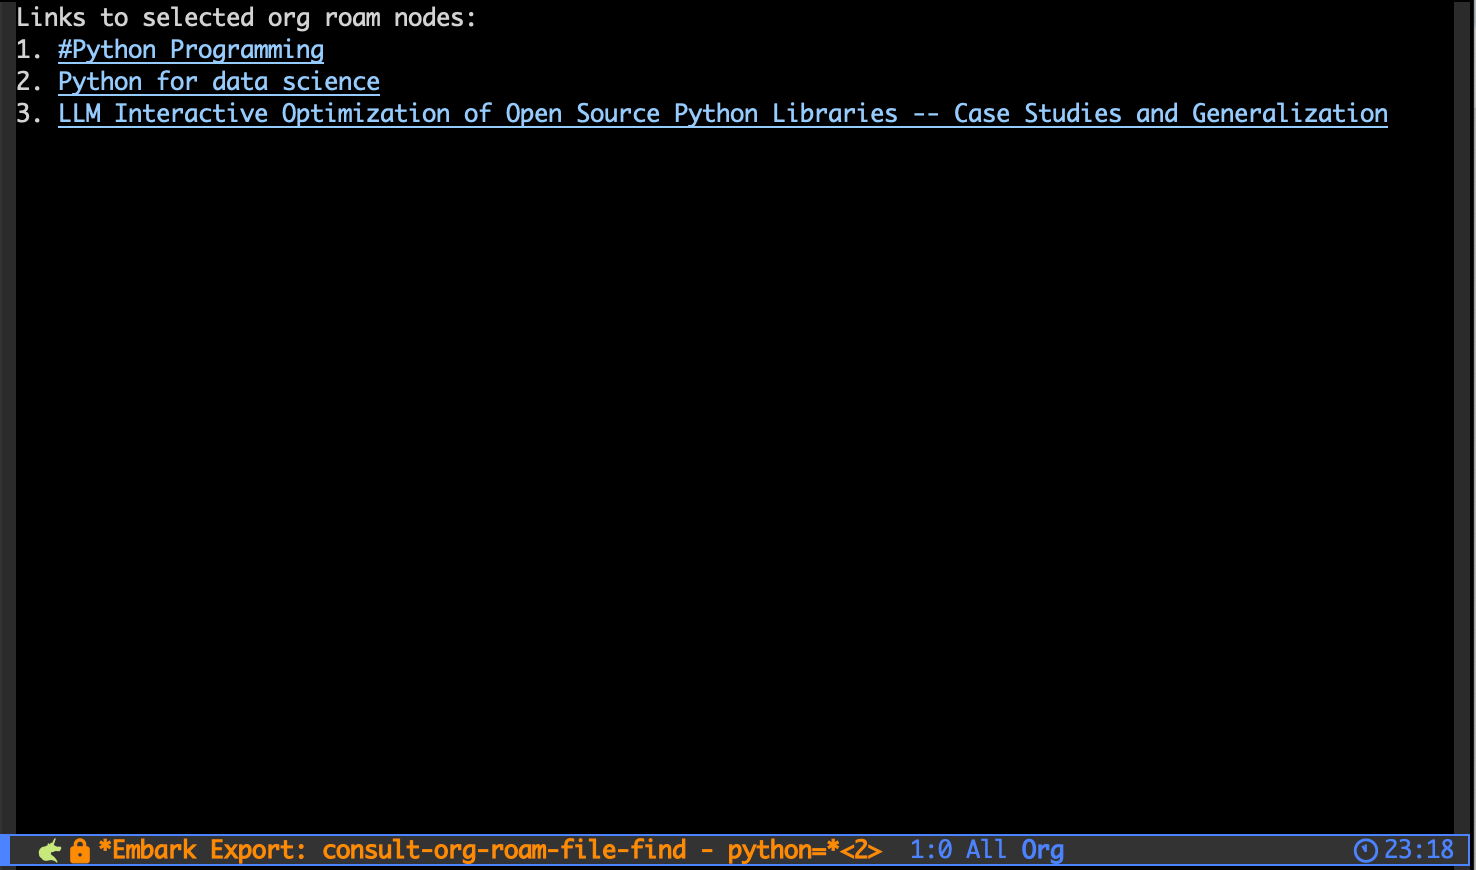 Links to selected org roam nodes:
1. #Python Programming
2. Python for data science
3. LLM Interactive Optimization of Open Source Python Libraries -- Case Studies and Generalization
*Embark Export: consult-org-roam-file-find - python=*<2> 1:0 All Org 23:18